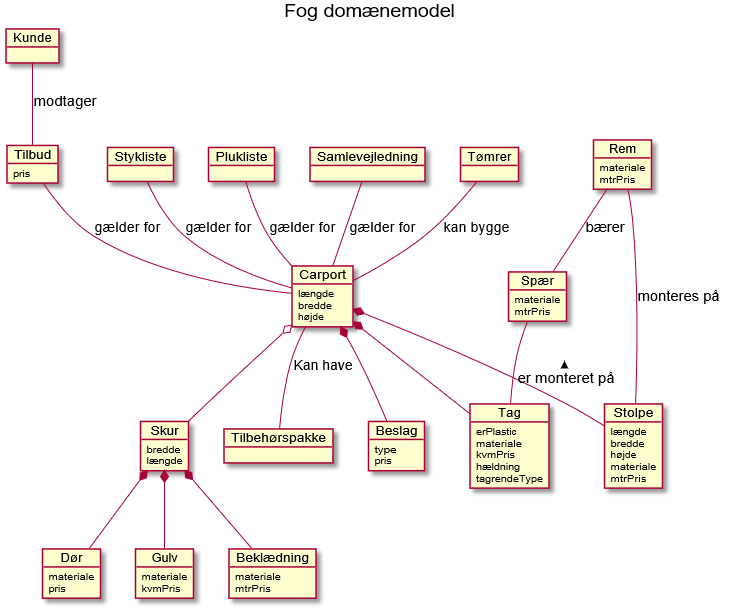 Fog domænemodel
Kunde
modtager
Tilbud
pris
Stykliste
Plukliste
Samlevejledning
Tømrer
Rem
materiale
mtrPris
gælder for
gælder for
gælder for
gælder for
kan bygge
bærer
Carport
længde
bredde
højde
Spær
materiale
mtrPris
monteres på
Kan have
er monteret på
Skur
bredde
længde
Tilbehørspakke
Beslag
type
pris
Tag
erPlastic
materiale
kvmPris
hældning
tagrendeType
Stolpe
længde
bredde
højde
materiale
mtrPris
Dør
materiale
pris
Gulv
materiale
kvmPris
Beklædning
materiale
mtrPris